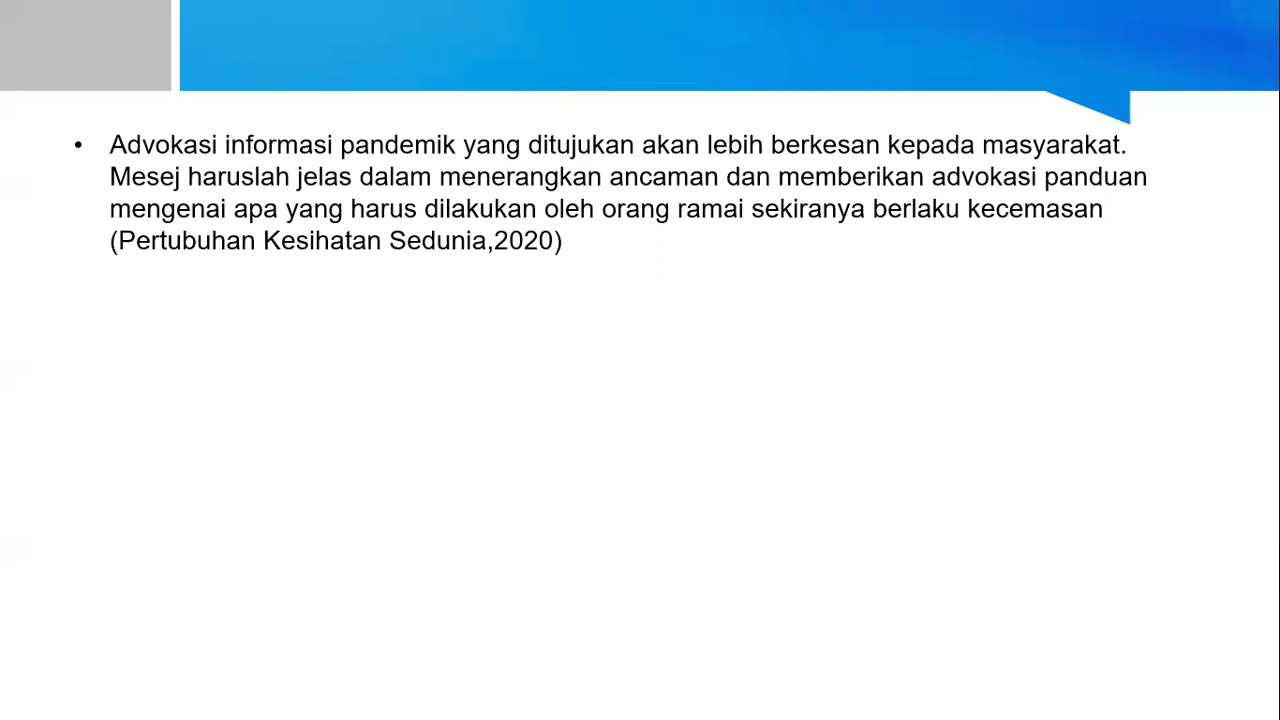 • Advokasi informasi pandemik yang ditujukan akan lebih berkesan kepada masyarakat.
Mesej haruslah jelas dalam menerangkan ancaman dan memberikan advokasi panduan
mengenai apa yang harus dilakukan oleh orang ramai sekiranya berlaku kecemasan
(Pertubuhan Kesihatan Sedunia,2020)